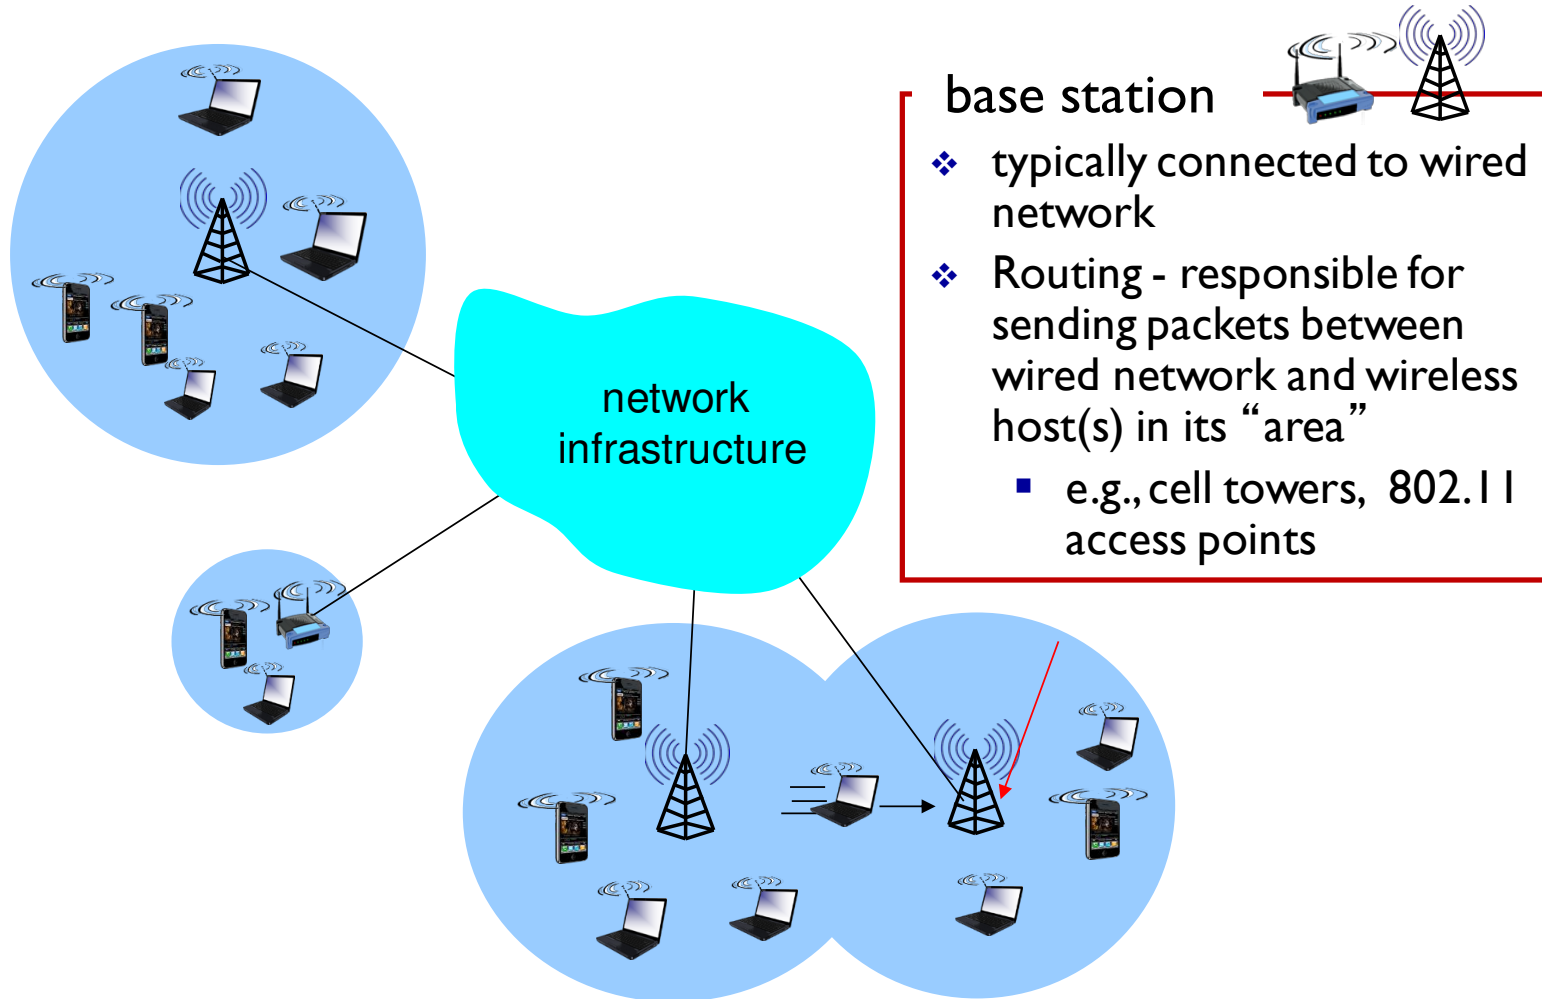 base station
❖ typically connected to wired
network
❖ Routing - responsible for
sending packets between
wired network and wireless
host(s) in its “area”
▪ e.g., cell towers, 802.11
access points
network
infrastructure